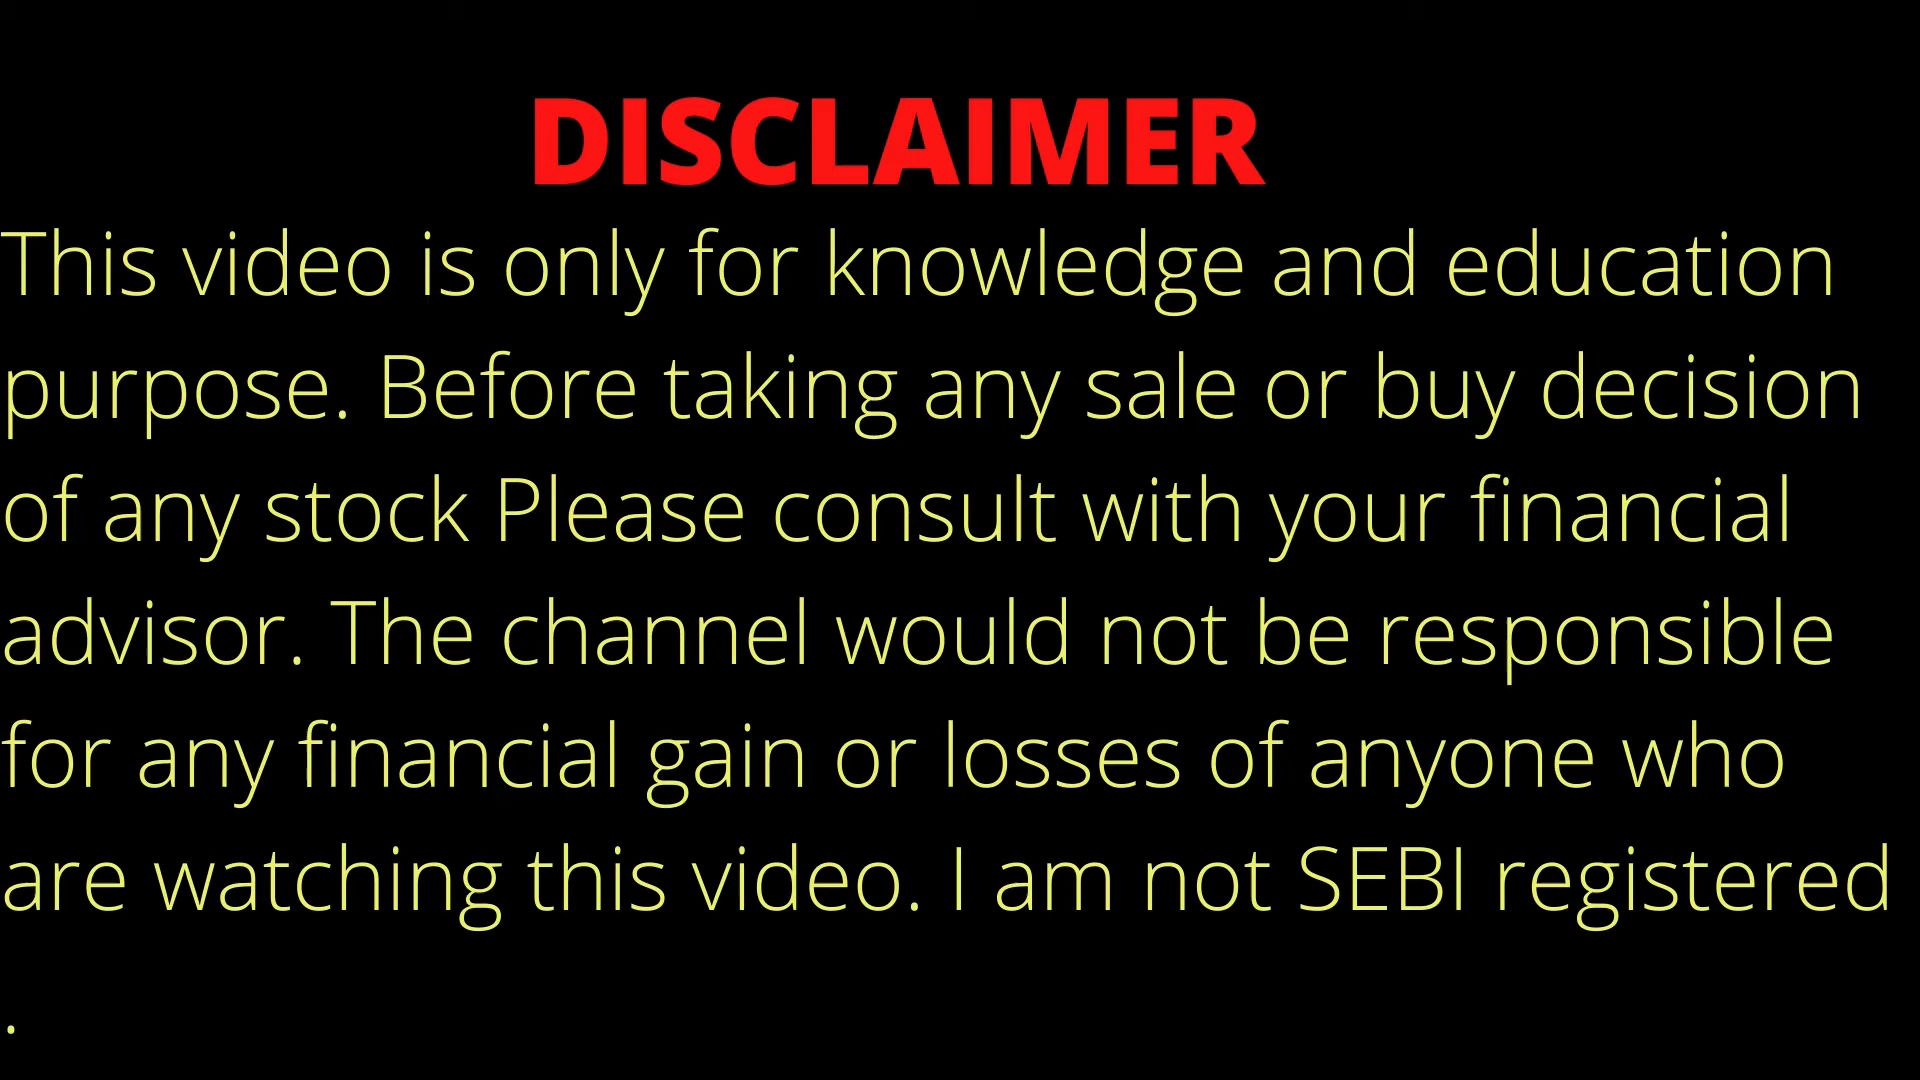 DISCLAIMER
This video is only for knowledge and education
purpose. Before taking any sale or buy decision
of any stock Please consult with your financial
advisor. The channel would not be responsible
for any financial gain or losses of anyone who
are watching this video. I am not SEBI registered
.